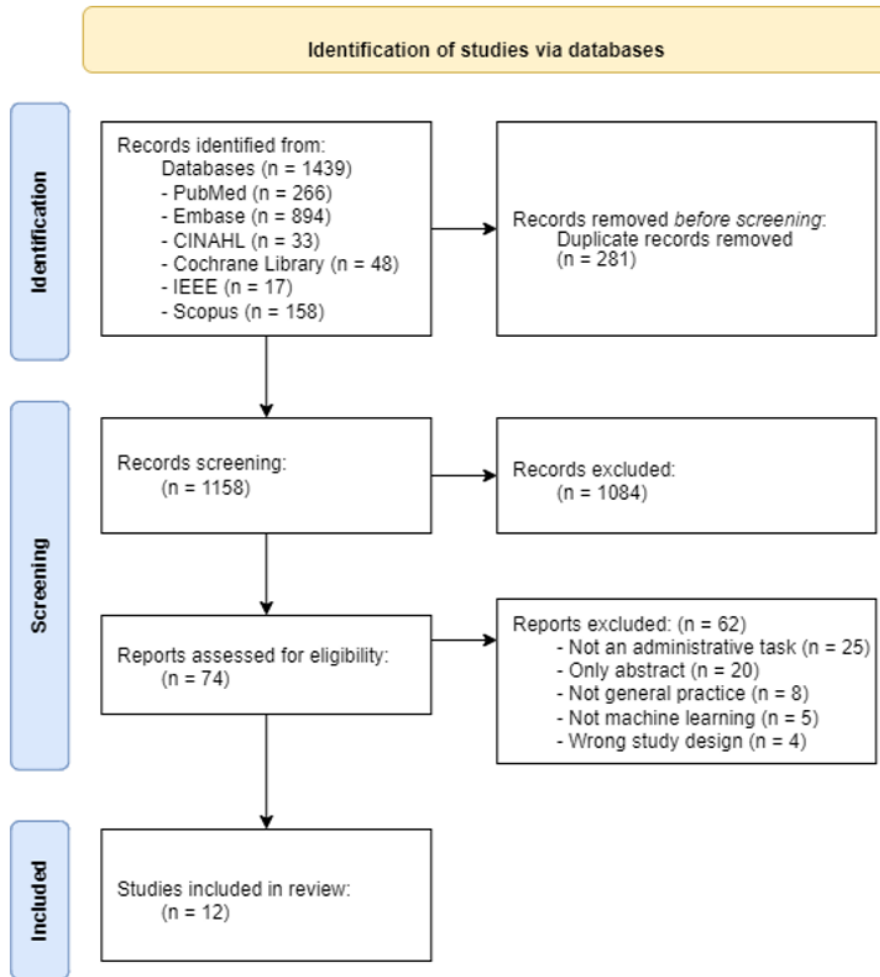 Identification of studies via databases
Identification
Records identified from:
Databases (n = 1439)
- PubMed (n = 266)
- Embase (n = 894)
- CINAHL (n = 33)
- Cochrane Library (n = 48)
- IEEE (n = 17)
- Scopus (n = 158)
Records removed before screening:
Duplicate records removed
(n = 281)
Screening
Records screening:
(n = 1158)
Records excluded:
(n = 1084)
Reports assessed for eligibility:
(n = 74)
Reports excluded: (n = 62)
- Not an administrative task (n = 25)
- Only abstract (n = 20)
- Not general practice (n = 8)
- Not machine learning (n = 5)
- Wrong study design (n = 4)
Included
Studies included in review:
(n = 12)